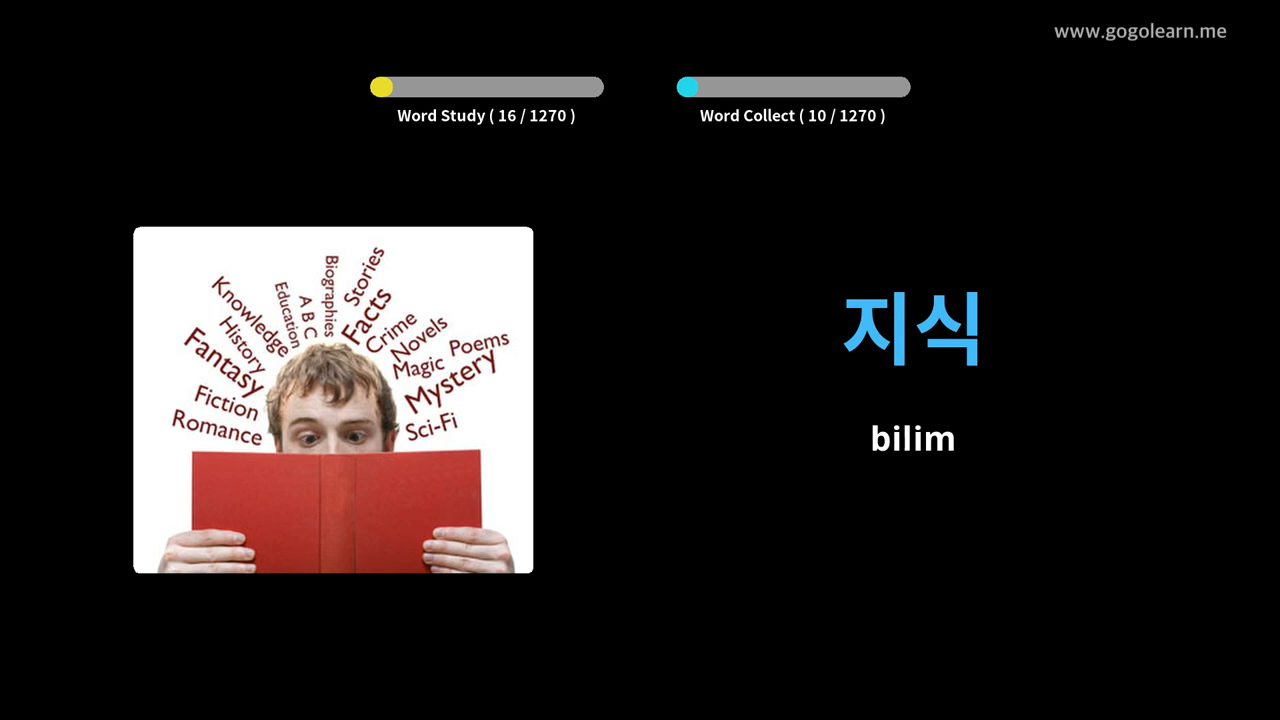 www.gogolearn.me
Word Study ( 16 / 1270 )
Word Collect ( 10 / 1270 )
Stories
Biographies
Facts
A B C
Education
Knowledge
Crime
Novels
History
Poems
Fantasy
Magic
Mystery
Fiction
Romance
Sci-Fi
지식
bilim